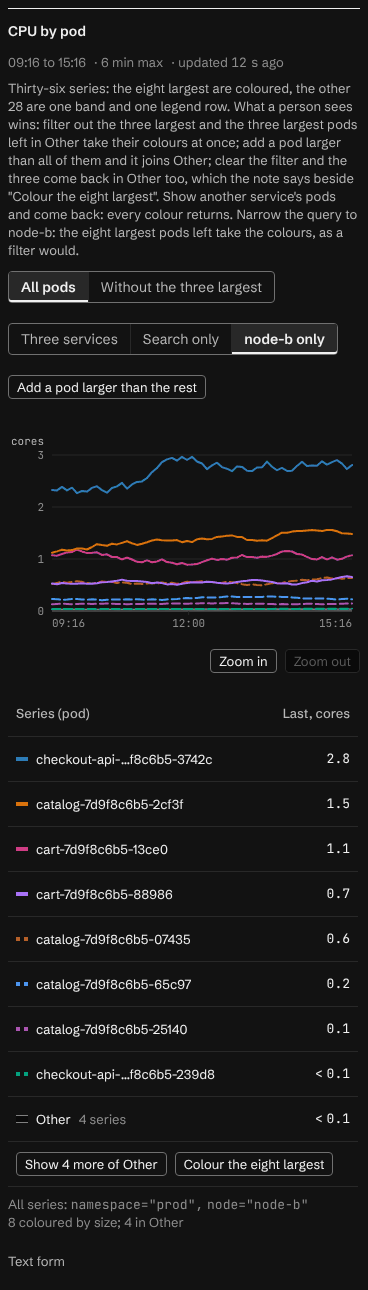 CPU by pod
09:16 to 15:16 · 6 min max · updated 12 s ago
Thirty-six series: the eight largest are coloured, the other
28 are one band and one legend row. What a person sees
wins: filter out the three largest and the three largest pods
left in Other take their colours at once; add a pod larger
than all of them and it joins Other; clear the filter and the
three come back in Other too, which the note says beside
"Colour the eight largest". Show another service's pods
and come back: every colour returns. Narrow the query to
node-b: the eight largest pods left take the colours, as a
filter would.
All pods Without the three largest
Three services Search only node-b only
Add a pod larger than the rest
cores
3
2
1
0
09:16 12:00 15:16
Zoom in Zoom out
Series (pod) Last, cores
checkout-api-…f8c6b5-3742c 2.8
catalog-7d9f8c6b5-2cf3f 1.5
cart-7d9f8c6b5-13ce0 1.1
cart-7d9f8c6b5-88986 0.7
catalog-7d9f8c6b5-07435 0.6
catalog-7d9f8c6b5-65c97 0.2
catalog-7d9f8c6b5-25140 0.1
checkout-api-…f8c6b5-239d8 <0.1
Other 4 series <0.1
Show 4 more of Other Colour the eight largest
All series: namespace="prod", node="node-b"
8 coloured by size; 4 in Other
Text form